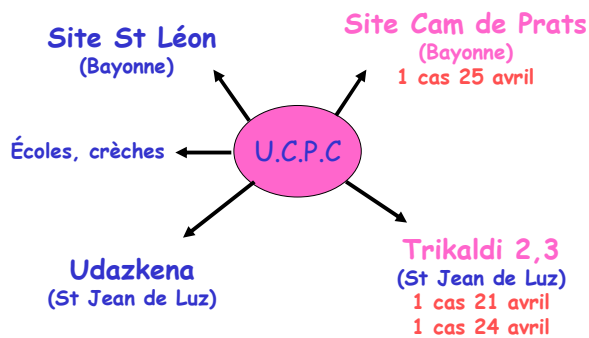 Site St Léon
(Bayonne)
Site Cam de Prats
(Bayonne)
1 cas 25 avril
Écoles, crèches
U.C.P.C
Udazkena
(St Jean de Luz)
Trikaldi 2,3
(St Jean de Luz)
1 cas 21 avril
1 cas 24 avril